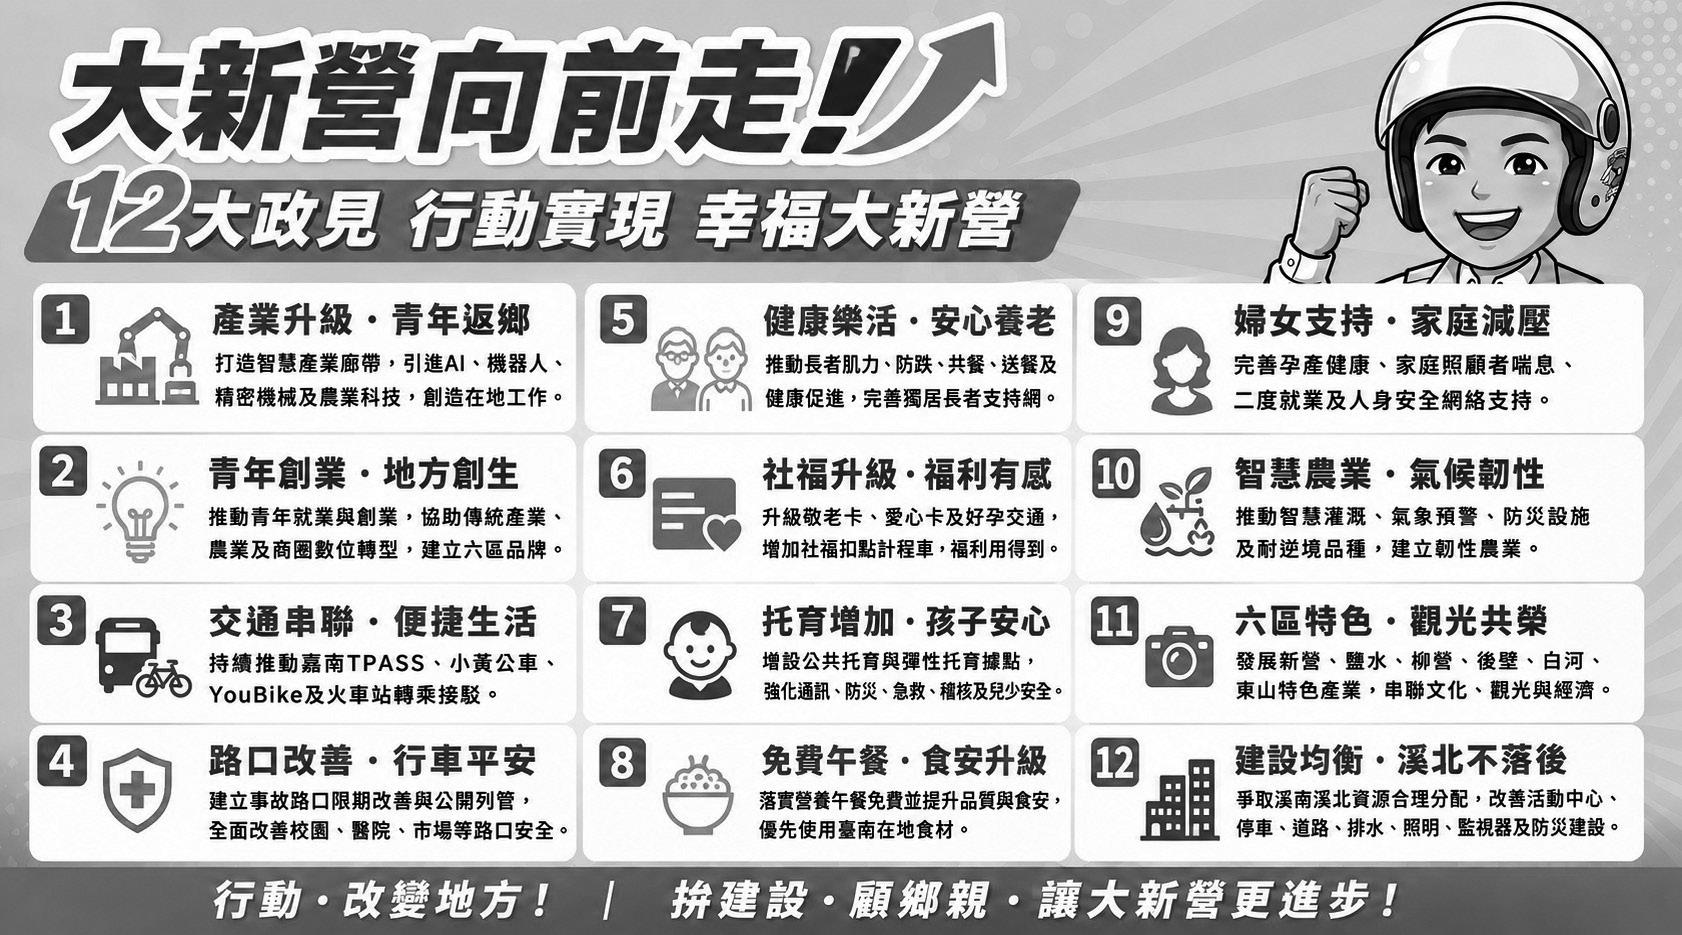 大新營向前走!
12大政見 行動實現 幸福大新營
1
產業升級・青年返鄉
打造智慧產業廊帶，引進AI、機器人、
精密機械及農業科技，創造在地工作。
2
青年創業・地方創生
推動青年就業與創業，協助傳統產業、
農業及商圈數位轉型，建立六區品牌。
3
交通串聯・便捷生活
持續推動嘉南TPASS、小黃公車、
YouBike及火車站轉乘接駁。
4
路口改善・行車平安
建立事故路口限期改善與公開列管，
全面改善校園、醫院、市場等路口安全。
5
健康樂活・安心養老
推動長者肌力、防跌、共餐、送餐及
健康促進，完善獨居長者支持網。
6
社福升級・福利有感
升級敬老卡、愛心卡及好孕交通，
增加社福扣點計程車，福利用得到。
7
托育增加・孩子安心
增設公共托育與彈性托育據點，
強化通訊、防災、急救、稽核及兒少安全。
8
免費午餐・食安升級
落實營養午餐免費並提升品質與食安，
優先使用臺南在地食材。
9
婦女支持・家庭減壓
完善孕產健康、家庭照顧者喘息、
二度就業及人身安全網絡支持。
10
智慧農業・氣候韌性
推動智慧灌溉、氣象預警、防災設施
及耐逆境品種，建立韌性農業。
11
六區特色・觀光共榮
發展新營、鹽水、柳營、後壁、白河、
東山特色產業，串聯文化、觀光與經濟。
12
建設均衡・溪北不落後
爭取溪南溪北資源合理分配，改善活動中心、
停車、道路、排水、照明、監視器及防災建設。
行動・改變地方！ | 拚建設・顧鄉親・讓大新營更進步！